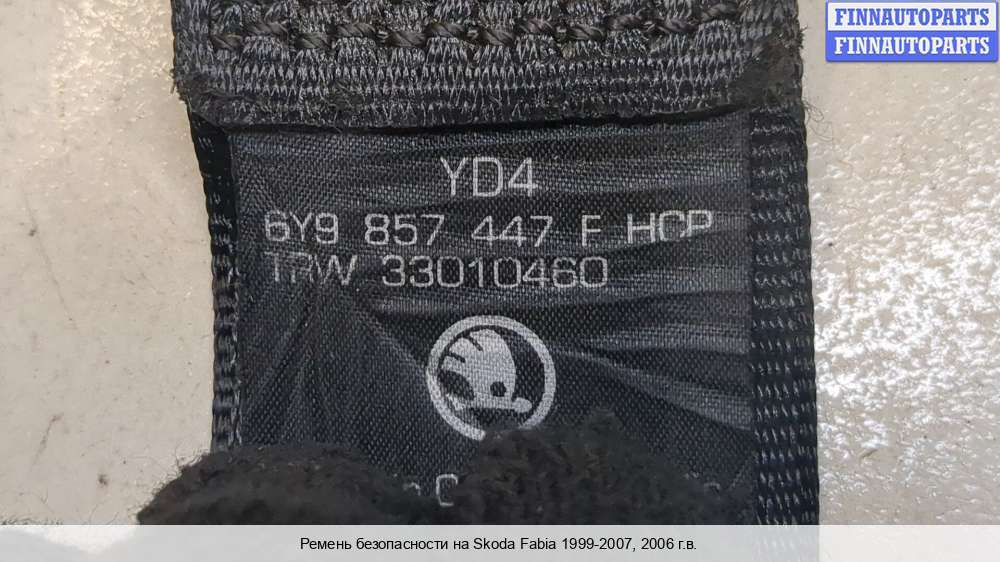 FINNAUTOPARTS
FINNAUTOPARTS
YD4
6Y9 857 447 F HCP
TRW 33010460
Ремень безопасности на Skoda Fabia 1999-2007, 2006 г.в.